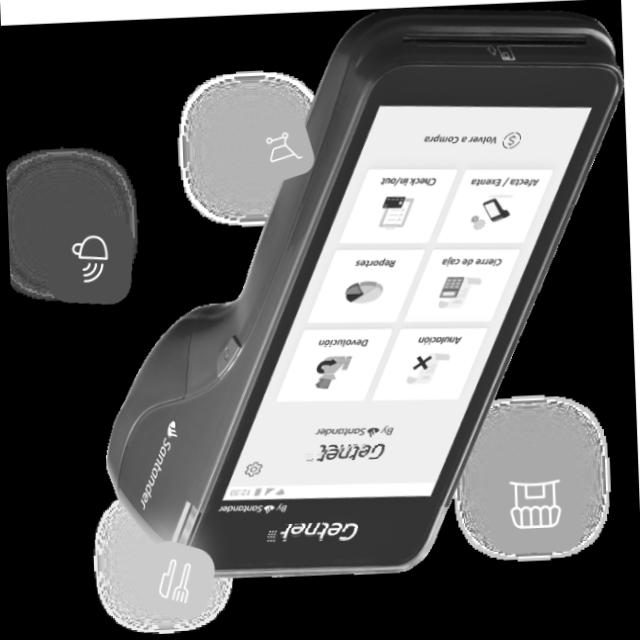 Getnet
By Santander
12:30
Getnet
By Santander
Anulación
Devolución
Cierre de caja
Reportes
Afecta / Exenta
Check in/out
Volver a Compra
Santander